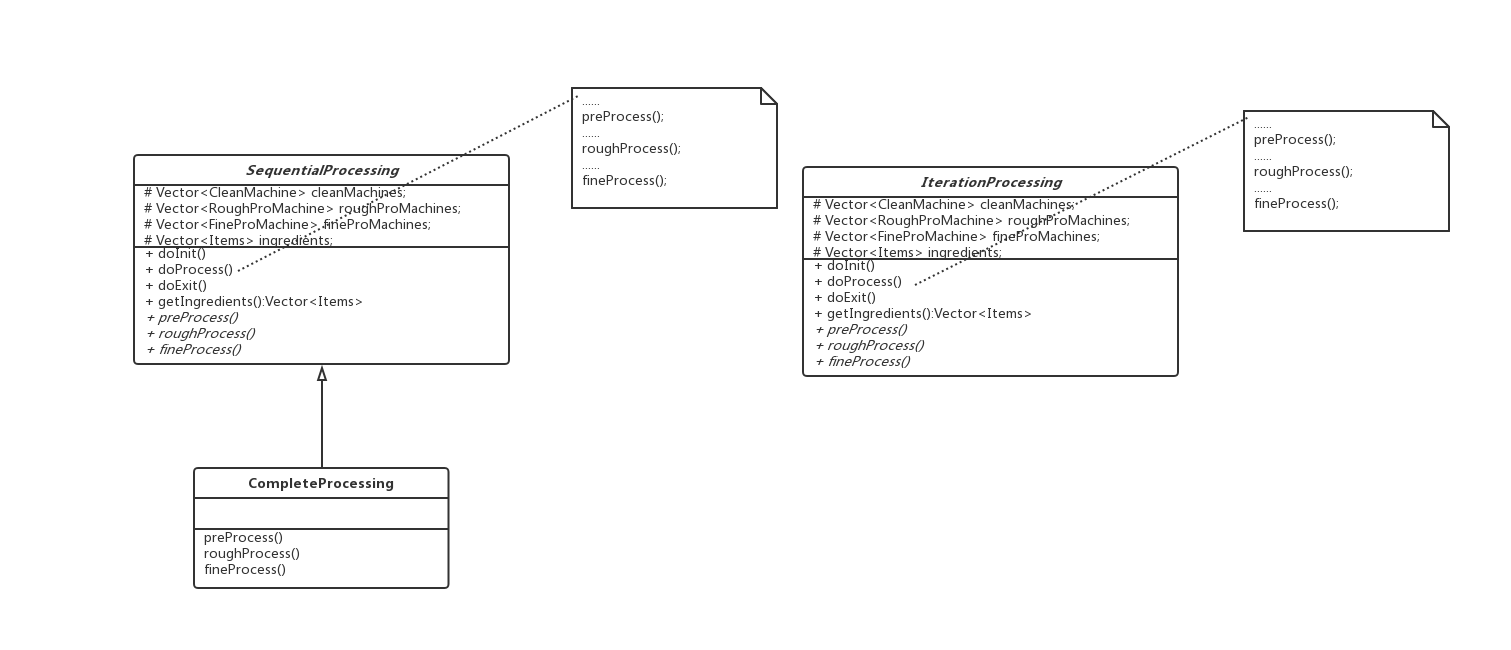 SequentialProcessing
# Vector<CleanMachine> cleanMachines;
# Vector<RoughProMachine> roughProMachines;
# Vector<FineProMachine> fineProMachines;
# Vector<Items> ingredients;
+ doInit()
+ doProcess()
+ doExit()
+ getIngredients():Vector<Items>
+ preProcess()
+ roughProcess()
+ fineProcess()
......
preProcess();
......
roughProcess();
......
fineProcess();
IterationProcessing
# Vector<CleanMachine> cleanMachines;
# Vector<RoughProMachine> roughProMachines;
# Vector<FineProMachine> fineProMachines;
# Vector<Items> ingredients;
+ doInit()
+ doProcess()
+ doExit()
+ getIngredients():Vector<Items>
+ preProcess()
+ roughProcess()
+ fineProcess()
......
preProcess();
......
roughProcess();
......
fineProcess();
CompleteProcessing
preProcess()
roughProcess()
fineProcess()